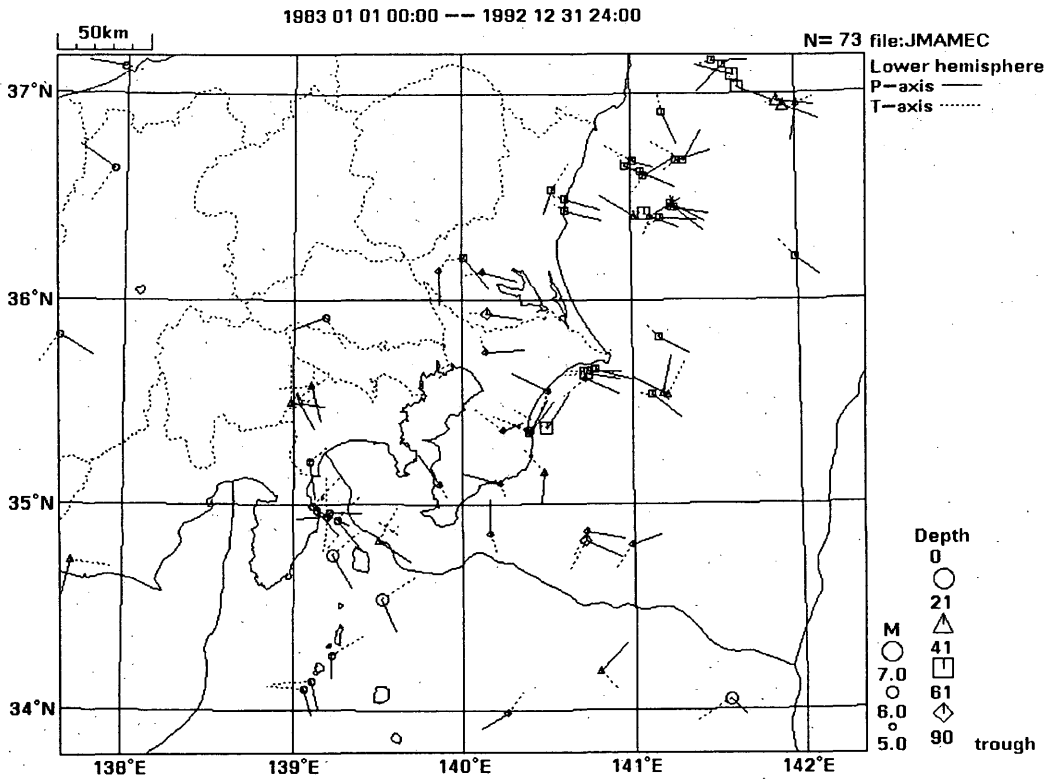 1983 01 01 00:00 —— 1992 12 31 24:00
50km
N= 73 file:JMAMEC
Lower hemisphere
P-axis
T-axis
37°N
36°N
35°N
34°N
138°E
139°E
140°E
141°E
142°E
M
7.0
6.0
5.0
Depth
0
21
41
61
90
trough